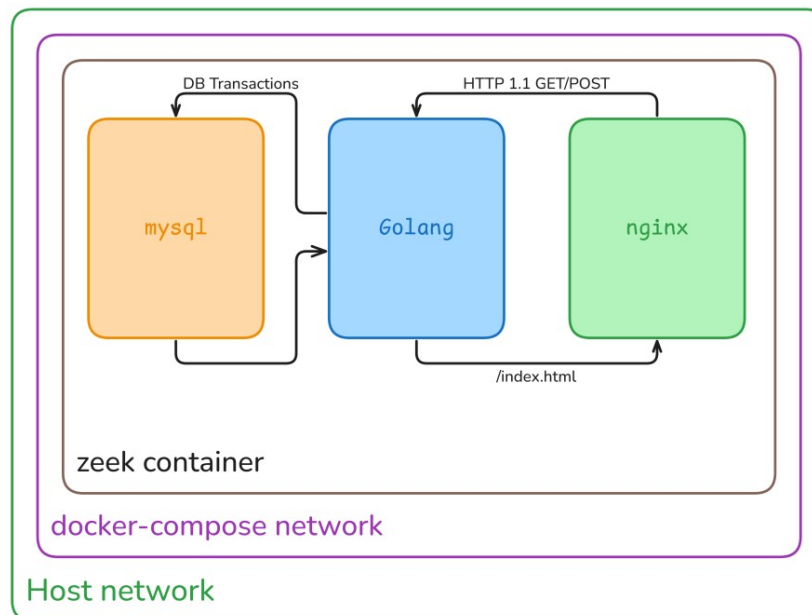 DB Transactions
HTTP 1.1 GET/POST
mysql
Golang
nginx
/index.html
zeek container
docker-compose network
Host network